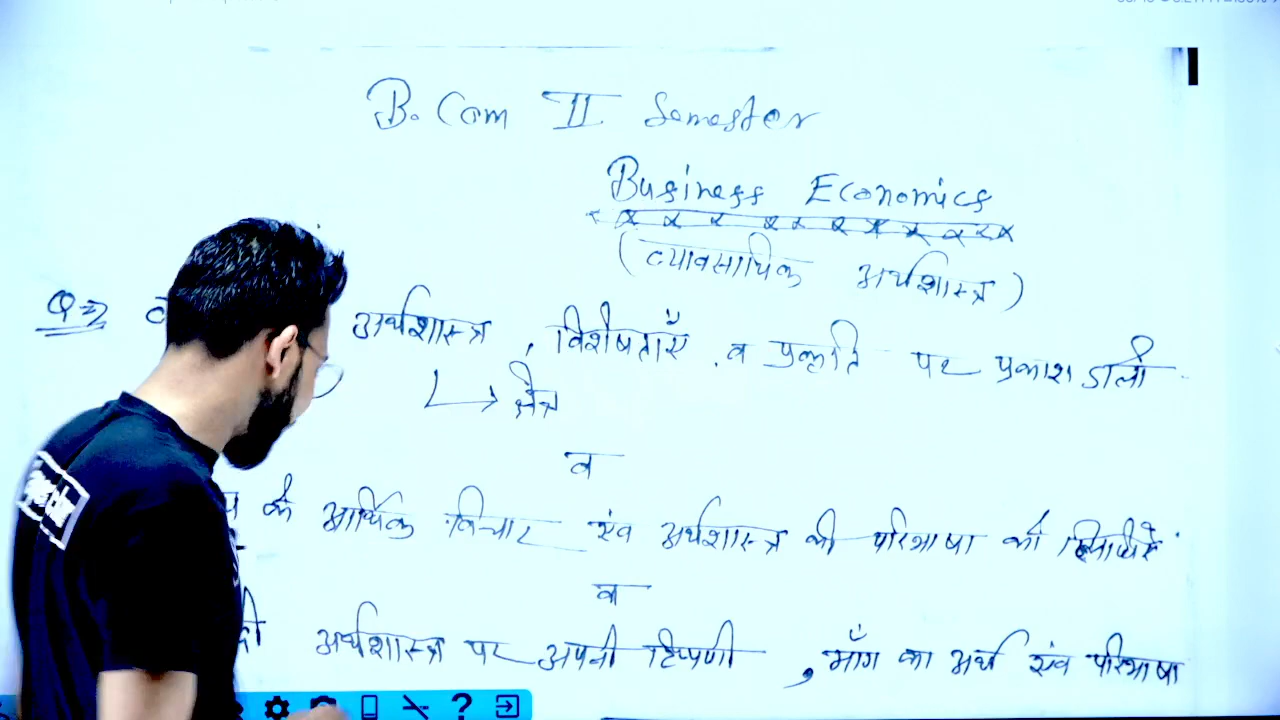 B. Com II Semester
Business Economics
(व्यावसायिक अर्थशास्त्र)
Q⇒ अर्थशास्त्र , विशेषताएँ , व प्रकृति पर प्रकाश डालो
↳ क्षेत्र
व
के आर्थिक विचार एंव अर्थशास्त्र की परिभाषा को
व
अर्थशास्त्र पर अपनी टिप्पणी , माँग का अर्थ एंव परिभाषा